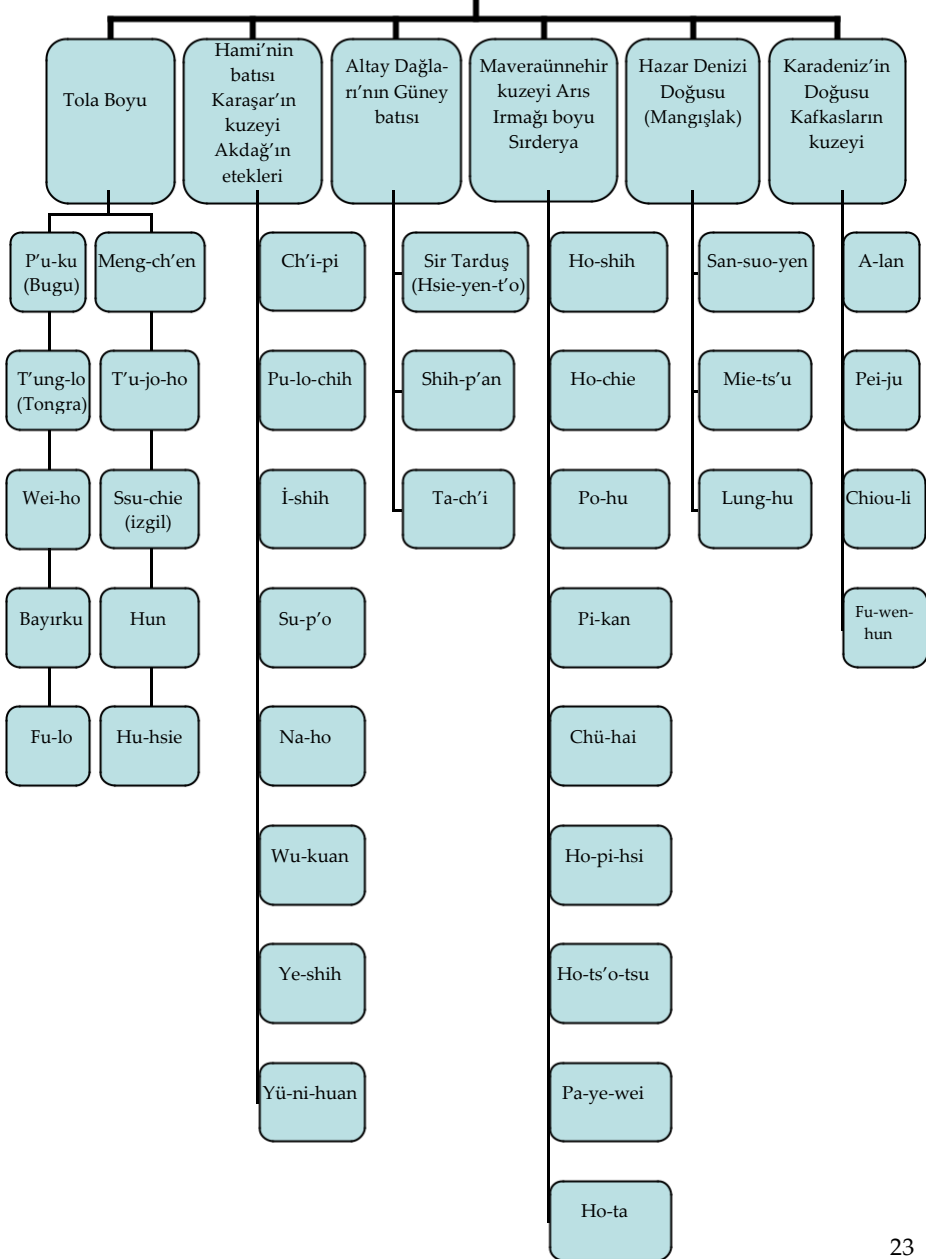 Tola Boyu
Hami’nin
batısı
Karaşar’ın
kuzeyi
Akdağ’ın
etekleri
Altay Dağla-
rı’nın Güney
batısı
Maveraünnehir
kuzeyi Arıs
Irmağı boyu
Sırderya
Hazar Denizi
Doğusu
(Mangışlak)
Karadeniz’in
Doğusu
Kafkasların
kuzeyi
P’u-ku
(Bugu)
T’ung-lo
(Tongra)
Wei-ho
Bayırku
Fu-lo
Meng-ch’en
T’u-jo-ho
Ssu-chie
(izgil)
Hun
Hu-hsie
Ch’i-pi
Pu-lo-chih
İ-shih
Su-p’o
Na-ho
Wu-kuan
Ye-shih
Yü-ni-huan
Sir Tarduş
(Hsie-yen-t’o)
Shih-p’an
Ta-ch’i
Ho-shih
Ho-chie
Po-hu
Pi-kan
Chü-hai
Ho-pi-hsi
Ho-ts’o-tsu
Pa-ye-wei
Ho-ta
San-suo-yen
Mie-ts’u
Lung-hu
A-lan
Pei-ju
Chiou-li
Fu-wen-
hun
23